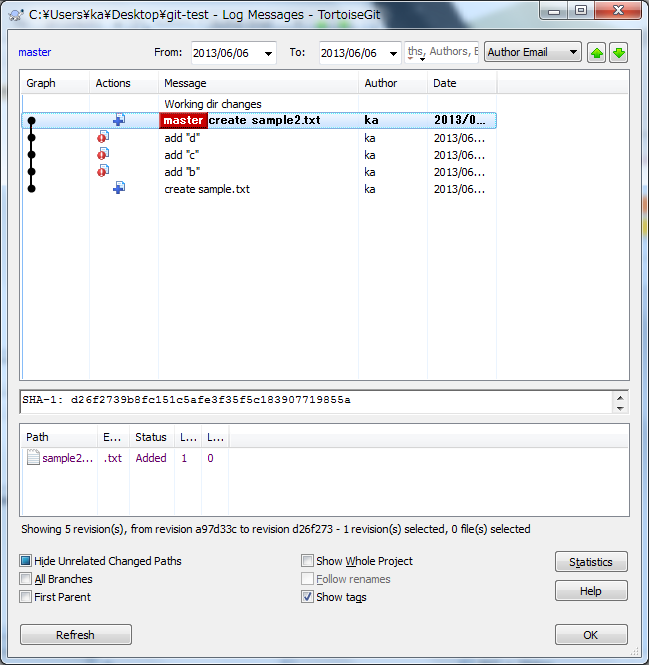 C:¥Users¥ka¥Desktop¥git-test - Log Messages - TortoiseGit
master From: 2013/06/06 To: 2013/06/06 ths, Authors, E Author Email
Graph Actions Message Author Date
Working dir changes
master create sample2.txt ka 2013/0...
add "d" ka 2013/06...
add "c" ka 2013/06...
add "b" ka 2013/06...
create sample.txt ka 2013/06...
SHA-1: d26f2739b8fc151c5afe3f35f5c183907719855a
Path E... Status L... L...
sample2... .txt Added 1 0
Showing 5 revision(s), from revision a97d33c to revision d26f273 - 1 revision(s) selected, 0 file(s) selected
Hide Unrelated Changed Paths Show Whole Project Statistics
All Branches Follow renames
First Parent Show tags Help
Refresh OK